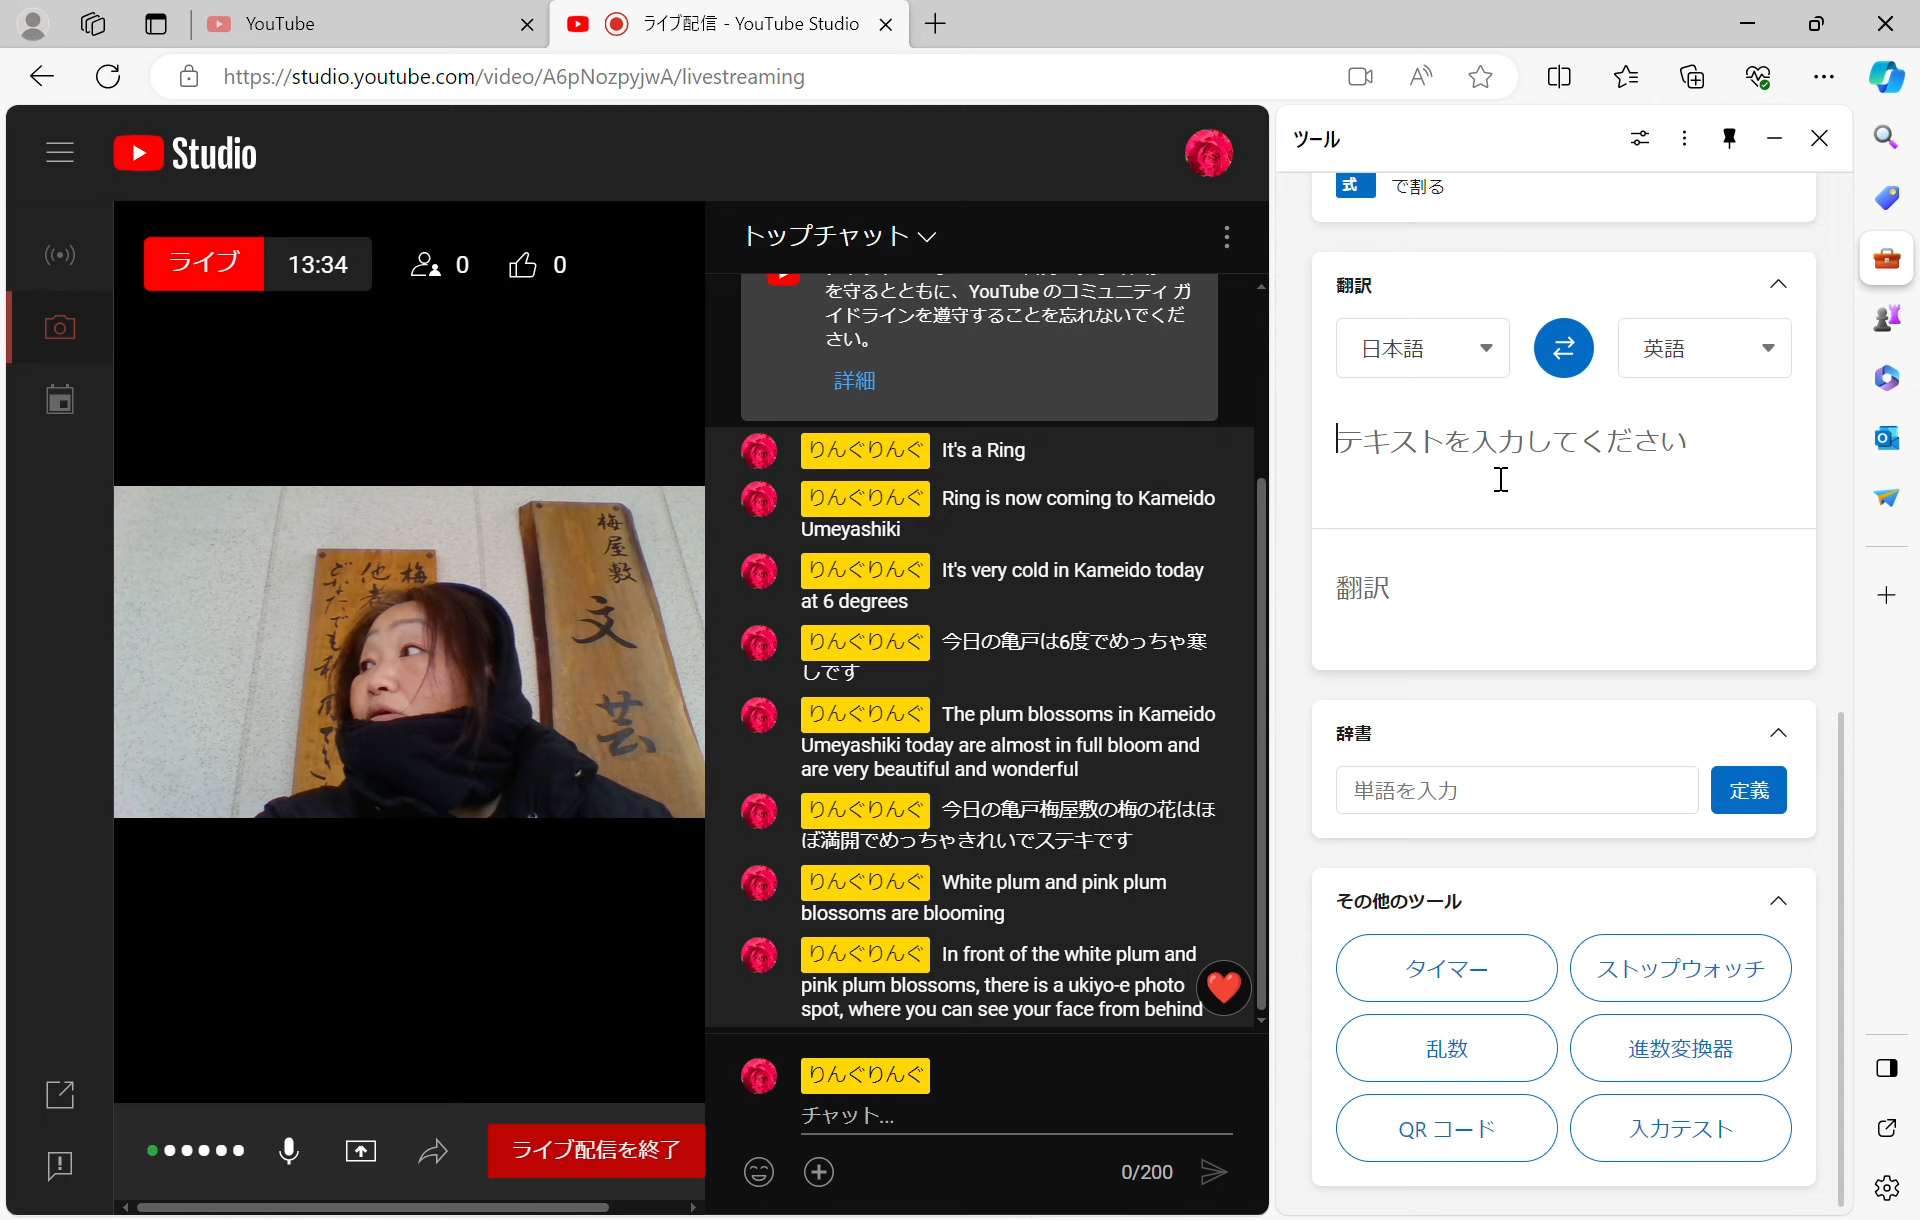 YouTube
ライブ配信 - YouTube Studio
https://studio.youtube.com/video/A6pNozpyjwA/livestreaming
Studio
ライブ
13:34
0
0
梅
屋
敷
文
芸
ライブ配信を終了
トップチャット
を守るとともに、YouTube のコミュニティ ガ
イドラインを遵守することを忘れないでくだ
さい。
詳細
りんぐりんぐ It's a Ring
りんぐりんぐ Ring is now coming to Kameido
Umeyashiki
りんぐりんぐ It's very cold in Kameido today
at 6 degrees
りんぐりんぐ 今日の亀戸は6度でめっちゃ寒
しです
りんぐりんぐ The plum blossoms in Kameido
Umeyashiki today are almost in full bloom and
are very beautiful and wonderful
りんぐりんぐ 今日の亀戸梅屋敷の梅の花はほ
ぼ満開でめっちゃきれいでステキです
りんぐりんぐ White plum and pink plum
blossoms are blooming
りんぐりんぐ In front of the white plum and
pink plum blossoms, there is a ukiyo-e photo
spot, where you can see your face from behind
りんぐりんぐ
チャット...
0/200
ツール
式 で割る
翻訳
日本語
英語
テキストを入力してください
翻訳
辞書
単語を入力
定義
その他のツール
タイマー
ストップウォッチ
乱数
進数変換器
QR コード
入力テスト